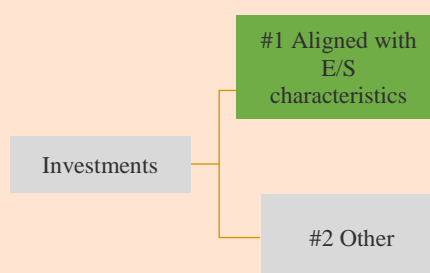 #1 Aligned with
E/S
characteristics
Investments
#2 Other